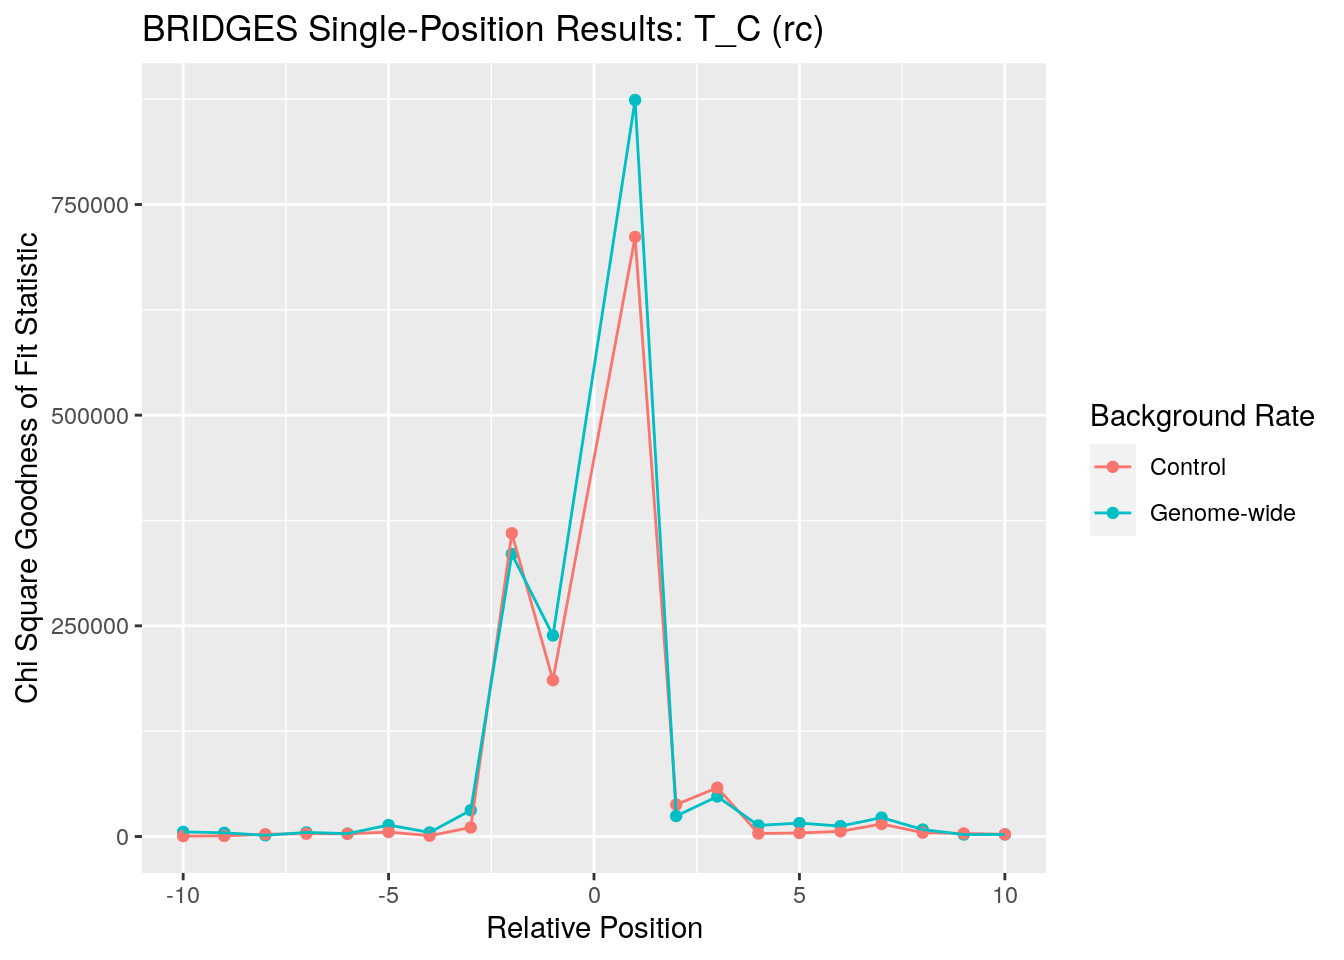 BRIDGES Single-Position Results: T_C (rc)
Chi Square Goodness of Fit Statistic
750000
500000
250000
0
-10
-5
0
5
10
Relative Position
Background Rate
Control
Genome-wide